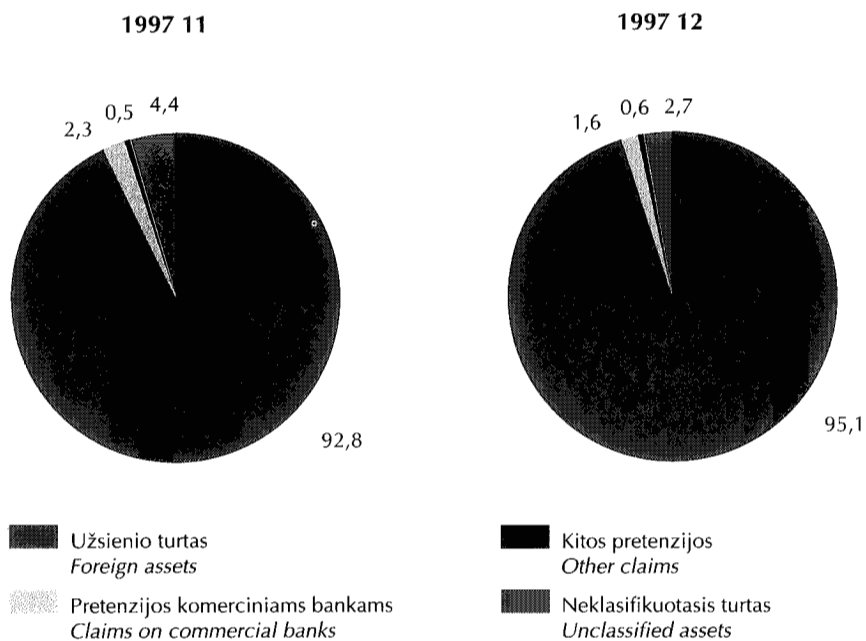 1997 11
1997 12
2,3
0,5
4,4
92,8
1,6
0,6
2,7
95,1
Užsienio turtas
Foreign assets
Pretenzijos komerciniams bankams
Claims on commercial banks
Kitos pretenzijos
Other claims
Neklasifikuotasis turtas
Unclassified assets